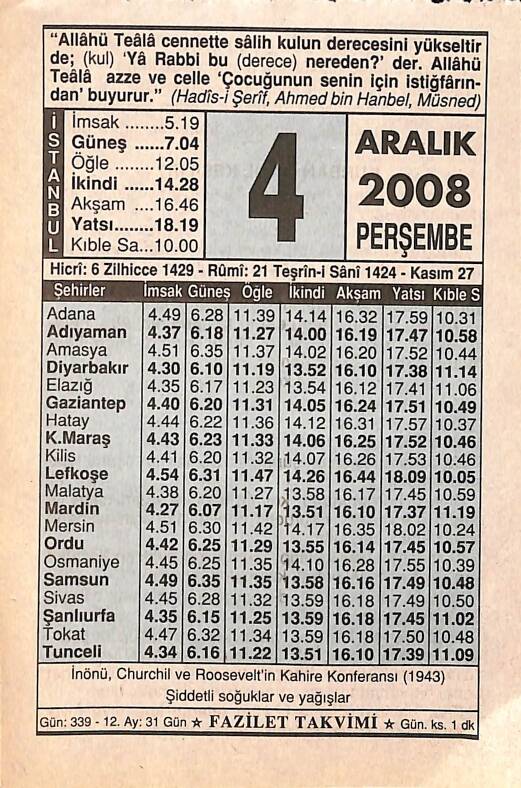 “Allâhü Teâlâ cennette sâlih kulun derecesini yükseltir
de; (kul) ‘Yâ Rabbi bu (derece) nereden?’ der. Allâhü
Teâlâ azze ve celle ‘Çocuğunun senin için istiğfârın-
dan’ buyurur.” (Hadîs-i Şerîf, Ahmed bin Hanbel, Müsned)
İSTANBUL
İmsak ........5.19
Güneş ......7.04
Öğle ........12.05
İkindi ......14.28
Akşam ....16.46
Yatsı........18.19
Kıble Sa...10.00
4
ARALIK
2008
PERŞEMBE
Hicrî: 6 Zilhicce 1429 - Rûmî: 21 Teşrîn-i Sânî 1424 - Kasım 27
Şehirler İmsak Güneş Öğle İkindi Akşam Yatsı Kıble S
Adana 4.49 6.28 11.39 14.14 16.32 17.59 10.31
Adıyaman 4.37 6.18 11.27 14.00 16.19 17.47 10.58
Amasya 4.51 6.35 11.37 14.02 16.20 17.52 10.44
Diyarbakır 4.30 6.10 11.19 13.52 16.10 17.38 11.14
Elazığ 4.35 6.17 11.23 13.54 16.12 17.41 11.06
Gaziantep 4.40 6.20 11.31 14.05 16.24 17.51 10.49
Hatay 4.44 6.22 11.36 14.12 16.31 17.57 10.37
K.Maraş 4.43 6.23 11.33 14.06 16.25 17.52 10.46
Kilis 4.41 6.20 11.32 14.07 16.26 17.53 10.46
Lefkoşe 4.54 6.31 11.47 14.26 16.44 18.09 10.05
Malatya 4.38 6.20 11.27 13.58 16.17 17.45 10.59
Mardin 4.27 6.07 11.17 13.51 16.10 17.37 11.19
Mersin 4.51 6.30 11.42 14.17 16.35 18.02 10.24
Ordu 4.42 6.25 11.29 13.55 16.14 17.45 10.57
Osmaniye 4.45 6.25 11.35 14.10 16.28 17.55 10.39
Samsun 4.49 6.35 11.35 13.58 16.16 17.49 10.48
Sivas 4.45 6.28 11.32 13.59 16.18 17.49 10.50
Şanlıurfa 4.35 6.15 11.25 13.59 16.18 17.45 11.02
Tokat 4.47 6.32 11.34 13.59 16.18 17.50 10.48
Tunceli 4.34 6.16 11.22 13.51 16.10 17.39 11.09
İnönü, Churchil ve Roosevelt’in Kahire Konferansı (1943)
Şiddetli soğuklar ve yağışlar
Gün: 339 - 12. Ay: 31 Gün ★ FAZİLET TAKVİMİ ★ Gün. ks. 1 dk